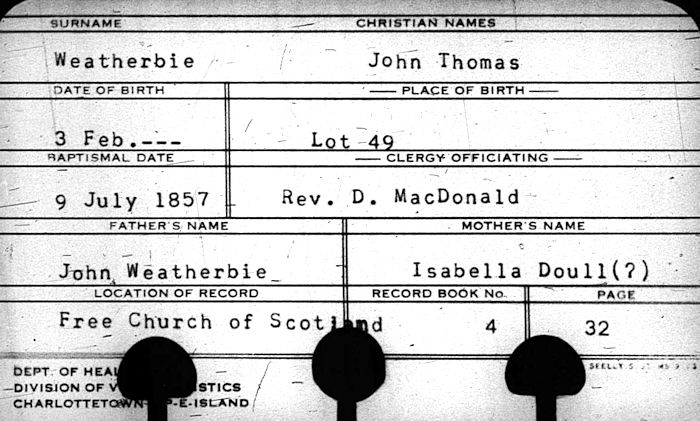 SURNAME CHRISTIAN NAMES
Weatherbie John Thomas
DATE OF BIRTH — PLACE OF BIRTH —
3 Feb.--- Lot 49
BAPTISMAL DATE — CLERGY OFFICIATING —
9 July 1857 Rev. D. MacDonald
FATHER'S NAME MOTHER'S NAME
John Weatherbie Isabella Doull(?)
LOCATION OF RECORD RECORD BOOK No. PAGE
Free Church of Scotland 4 32
DEPT. OF
DIVISION OF
CHARLOTTETOWN P-E-ISLAND